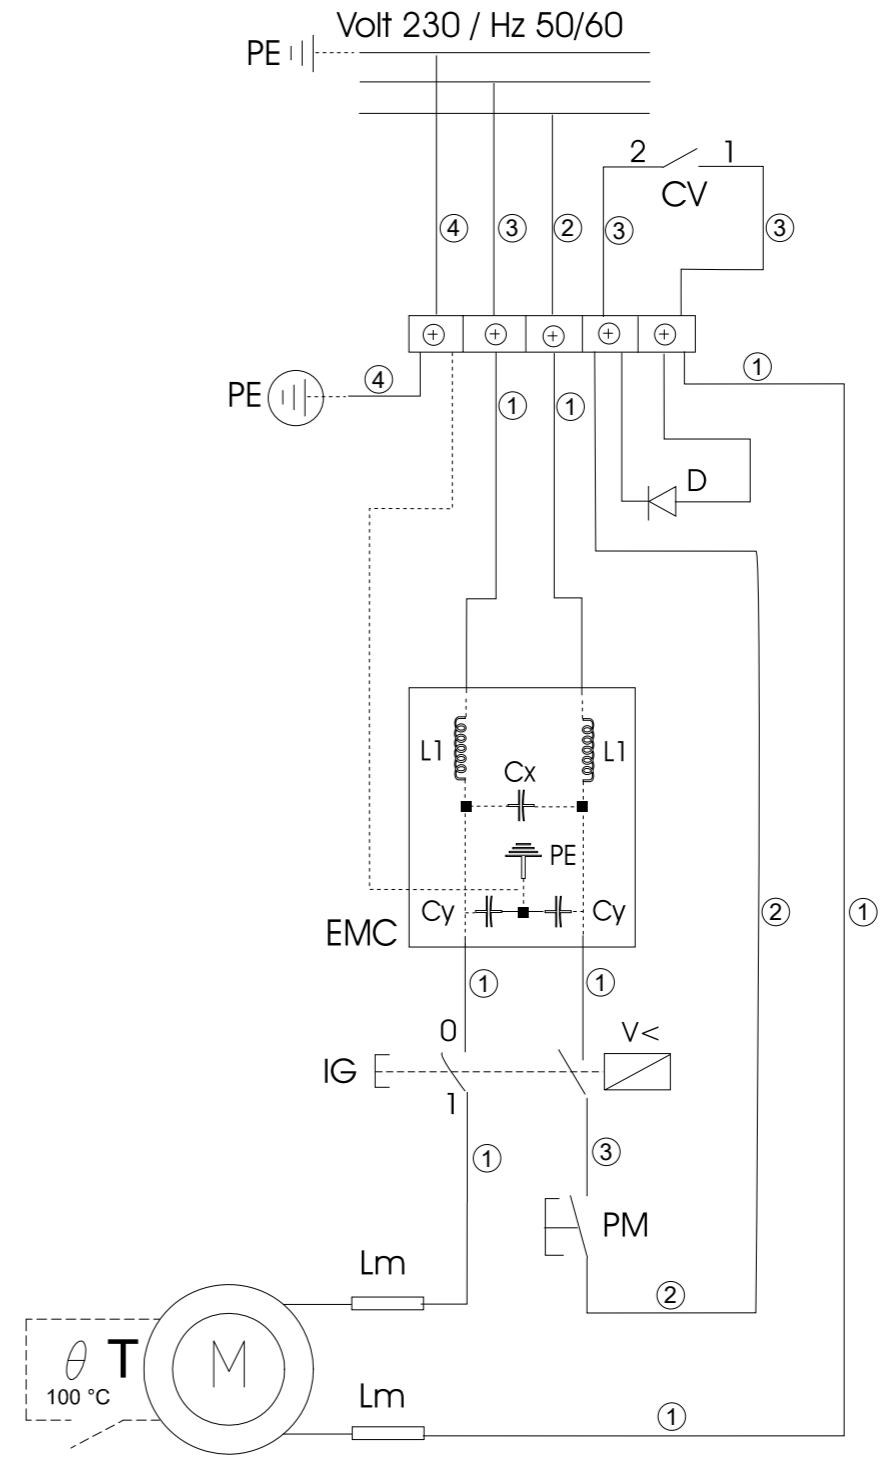 Volt 230 / Hz 50/60
PE
2 1
CV
4 3 2 3 3
PE 4 1 1 1
D
L1 L1
Cx
PE
Cy Cy
EMC
2 1
1 1
0 V<
IG
1
1 3
PM
Lm
2
θ T M
100 °C
Lm
1